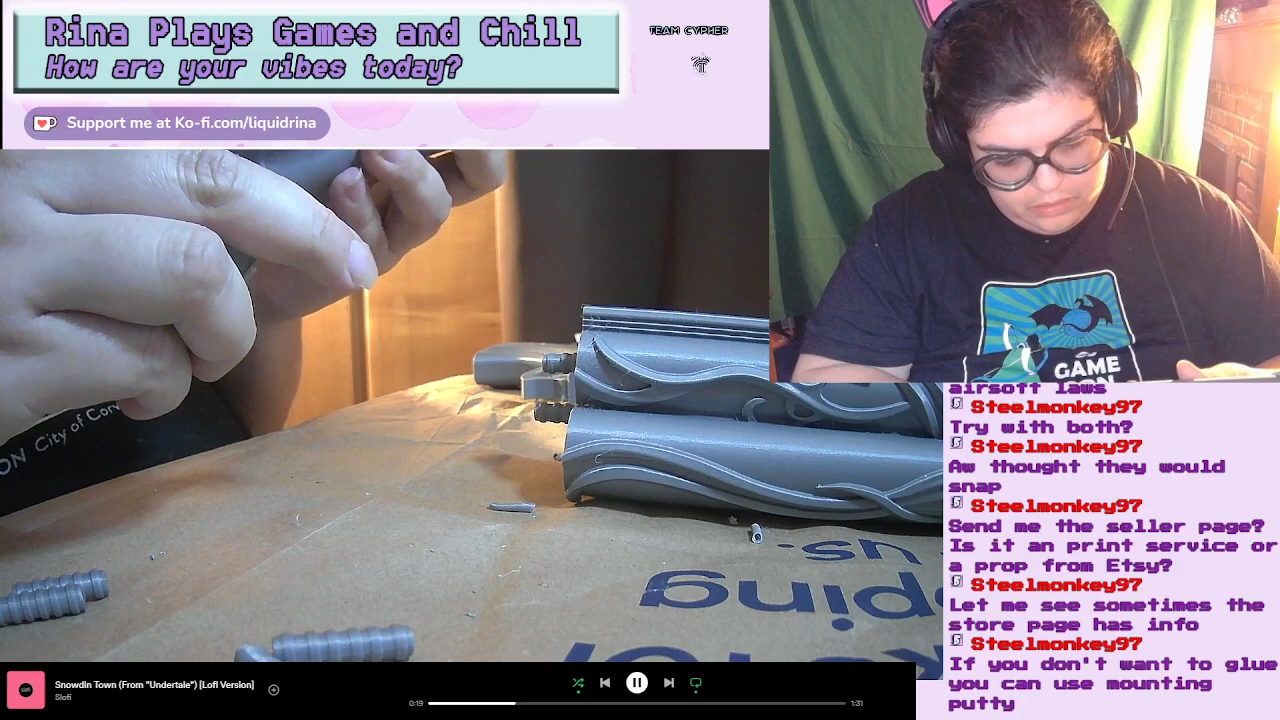 Rina Plays Games and Chill
How are your vibes today?
TEAM CYPHER
Support me at Ko-fi.com/liquidrina
GAME
ON City of Cor
us.
ping
airsoft laws
Steelmonkey97
Try with both?
Steelmonkey97
Aw thought they would
snap
Steelmonkey97
Send me the seller page?
Is it an print service or
a prop from Etsy?
Steelmonkey97
Let me see sometimes the
store page has info
Steelmonkey97
If you don't want to glue
you can use mounting
putty
Snowdin Town (From "Undertale") [Lofi Version]
Slofi
0:19
1:31